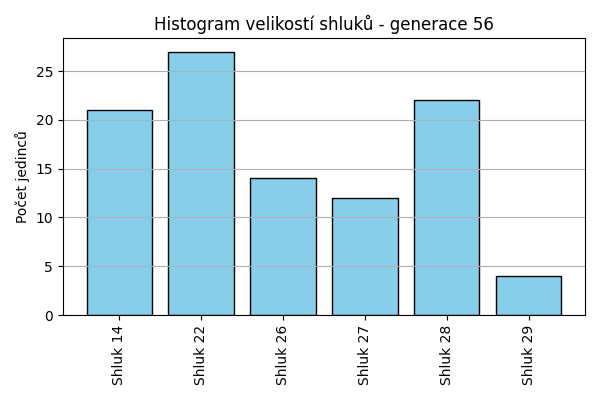 Histogram velikostí shluků - generace 56
Počet jedinců
25
20
15
10
5
0
Shluk 14
Shluk 22
Shluk 26
Shluk 27
Shluk 28
Shluk 29